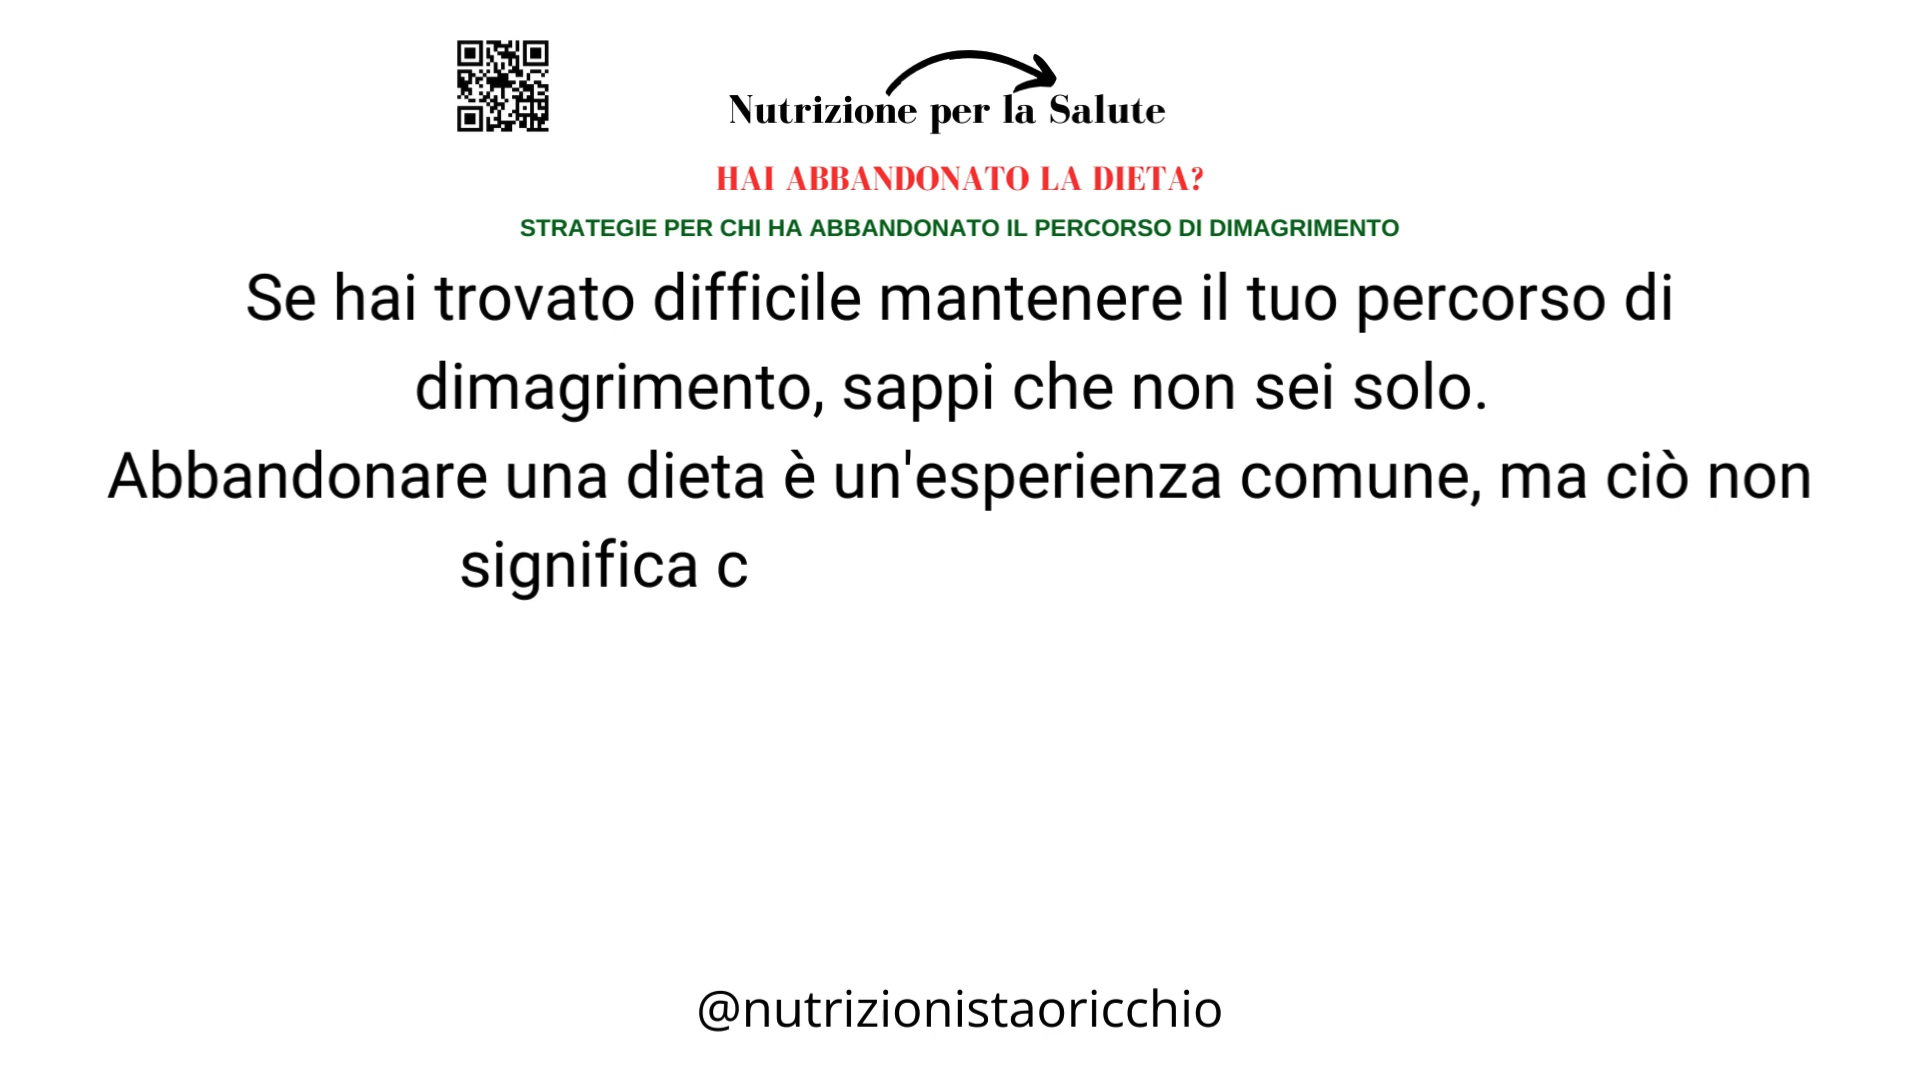 Nutrizione per la Salute
HAI ABBANDONATO LA DIETA?
STRATEGIE PER CHI HA ABBANDONATO IL PERCORSO DI DIMAGRIMENTO
Se hai trovato difficile mantenere il tuo percorso di
dimagrimento, sappi che non sei solo.
Abbandonare una dieta è un'esperienza comune, ma ciò non
significa c
@nutrizionistaoricchio